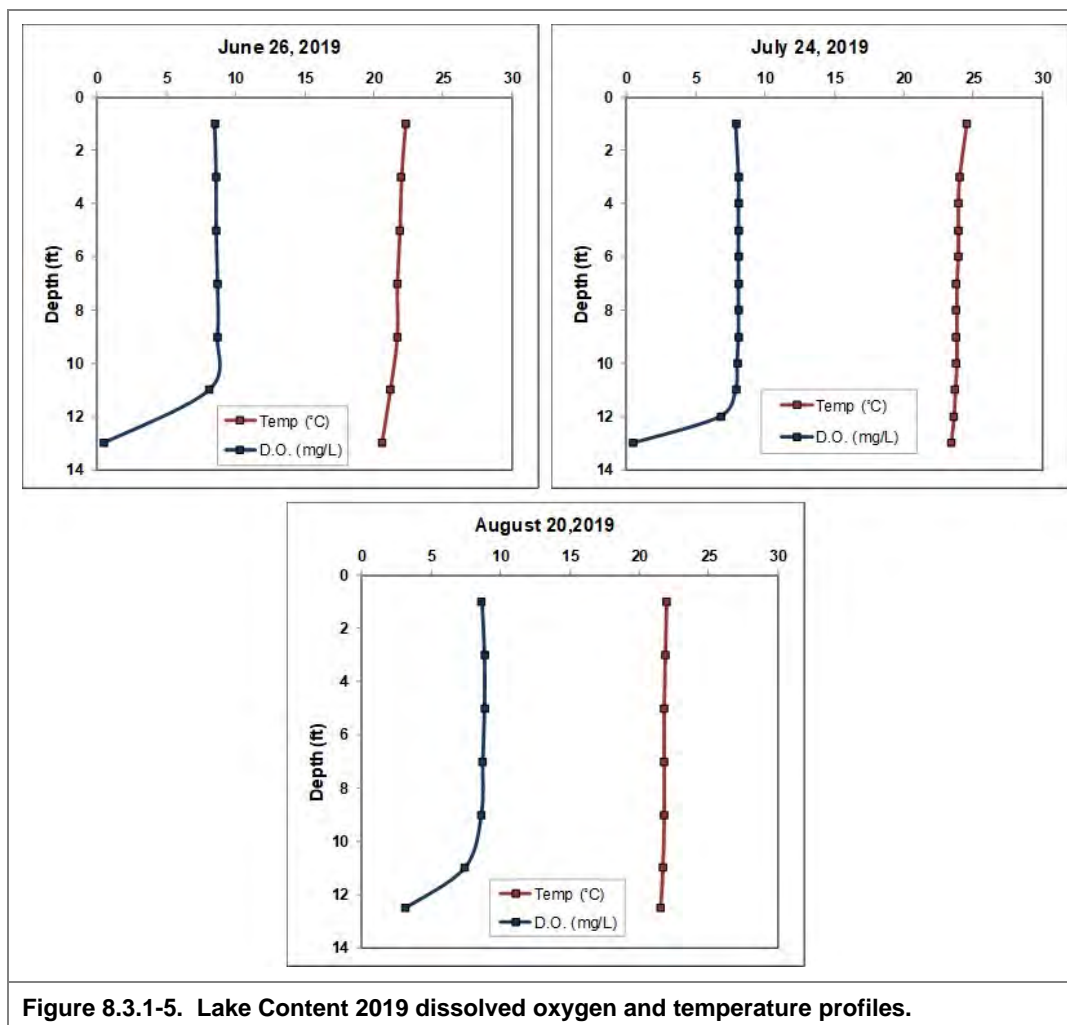 June 26, 2019
0 5 10 15 20 25 30
0
2
4
6
8
10
12
14
Depth (ft)
Temp (°C)
D.O. (mg/L)
July 24, 2019
0 5 10 15 20 25 30
0
2
4
6
8
10
12
14
Depth (ft)
Temp (°C)
D.O. (mg/L)
August 20,2019
0 5 10 15 20 25 30
0
2
4
6
8
10
12
14
Depth (ft)
Temp (°C)
D.O. (mg/L)
Figure 8.3.1-5. Lake Content 2019 dissolved oxygen and temperature profiles.